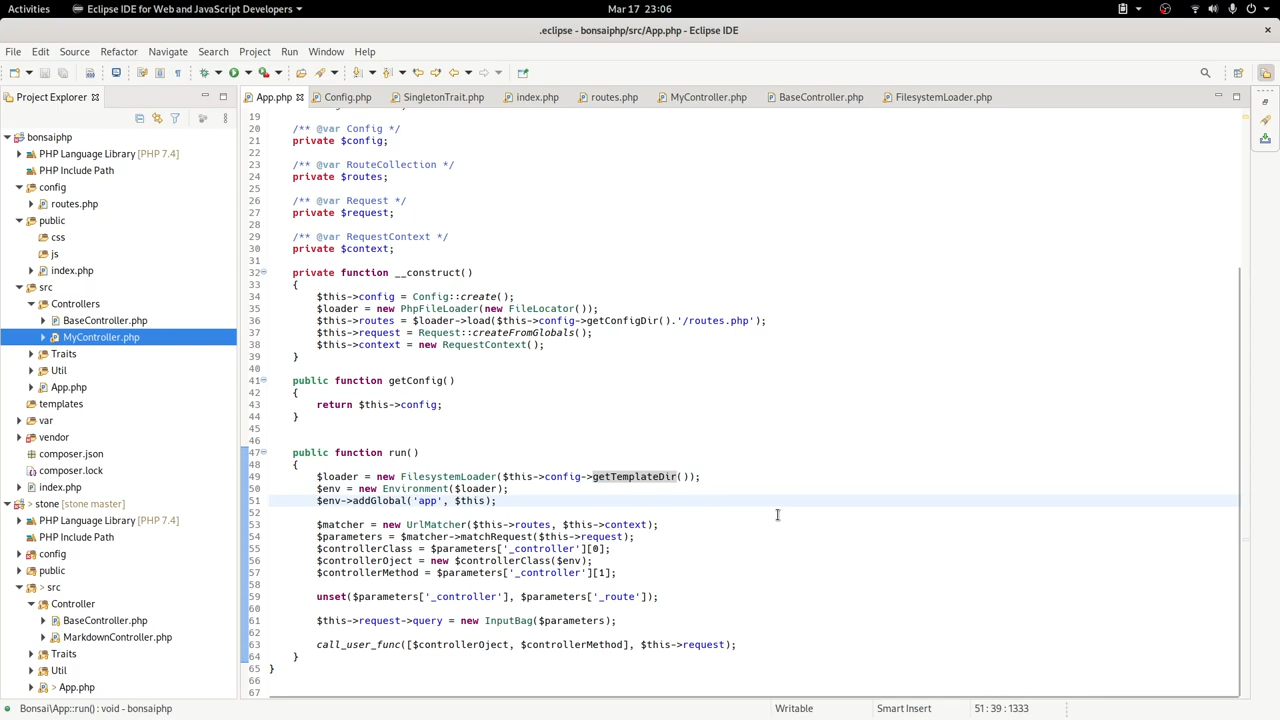 Activities
Eclipse IDE for Web and JavaScript Developers
Mar 17 23:06
.eclipse - bonsaiphp/src/App.php - Eclipse IDE
File Edit Source Refactor Navigate Search Project Run Window Help
Project Explorer
App.php Config.php SingletonTrait.php index.php routes.php MyController.php BaseController.php FilesystemLoader.php
bonsaiphp
PHP Language Library [PHP 7.4]
PHP Include Path
config
routes.php
public
css
js
index.php
src
Controllers
BaseController.php
MyController.php
Traits
Util
App.php
templates
var
vendor
composer.json
composer.lock
index.php
> stone [stone master]
PHP Language Library [PHP 7.4]
PHP Include Path
config
public
> src
Controller
BaseController.php
MarkdownController.php
Traits
Util
> App.php
19
20 /** @var Config */
21 private $config;
22
23 /** @var RouteCollection */
24 private $routes;
25
26 /** @var Request */
27 private $request;
28
29 /** @var RequestContext */
30 private $context;
31
32 private function __construct()
33 {
34 $this->config = Config::create();
35 $loader = new PhpFileLoader(new FileLocator());
36 $this->routes = $loader->load($this->config->getConfigDir().'/routes.php');
37 $this->request = Request::createFromGlobals();
38 $this->context = new RequestContext();
39 }
40
41 public function getConfig()
42 {
43 return $this->config;
44 }
45
46
47 public function run()
48 {
49 $loader = new FilesystemLoader($this->config->getTemplateDir());
50 $env = new Environment($loader);
51 $env->addGlobal('app', $this);
52
53 $matcher = new UrlMatcher($this->routes, $this->context);
54 $parameters = $matcher->matchRequest($this->request);
55 $controllerClass = $parameters['_controller'][0];
56 $controllerOject = new $controllerClass($env);
57 $controllerMethod = $parameters['_controller'][1];
58
59 unset($parameters['_controller'], $parameters['_route']);
60
61 $this->request->query = new InputBag($parameters);
62
63 call_user_func([$controllerOject, $controllerMethod], $this->request);
64 }
65 }
66
67
Bonsai\App::run() : void - bonsaiphp
Writable
Smart Insert
51 : 39 : 1333